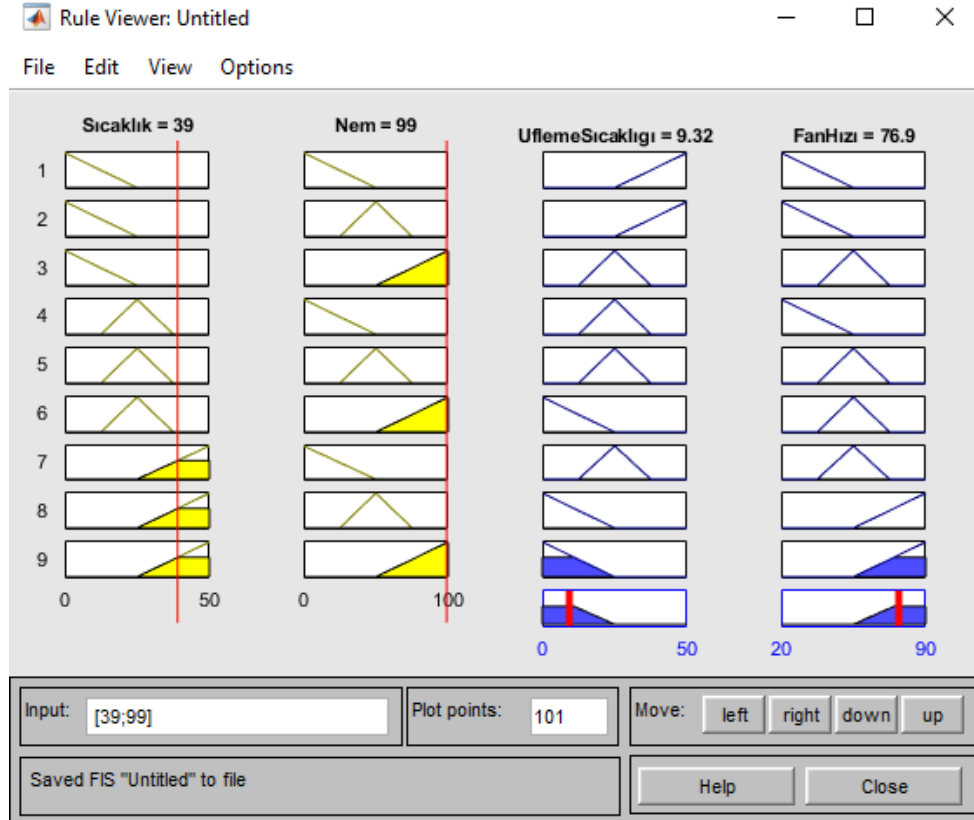 Rule Viewer: Untitled
File Edit View Options
Sıcaklık = 39 Nem = 99 UflemeSıcaklıgı = 9.32 FanHızı = 76.9
1
2
3
4
5
6
7
8
9
0 50 0 100
0 50 20 90
Input: [39;99] Plot points: 101 Move: left right down up
Saved FIS "Untitled" to file Help Close